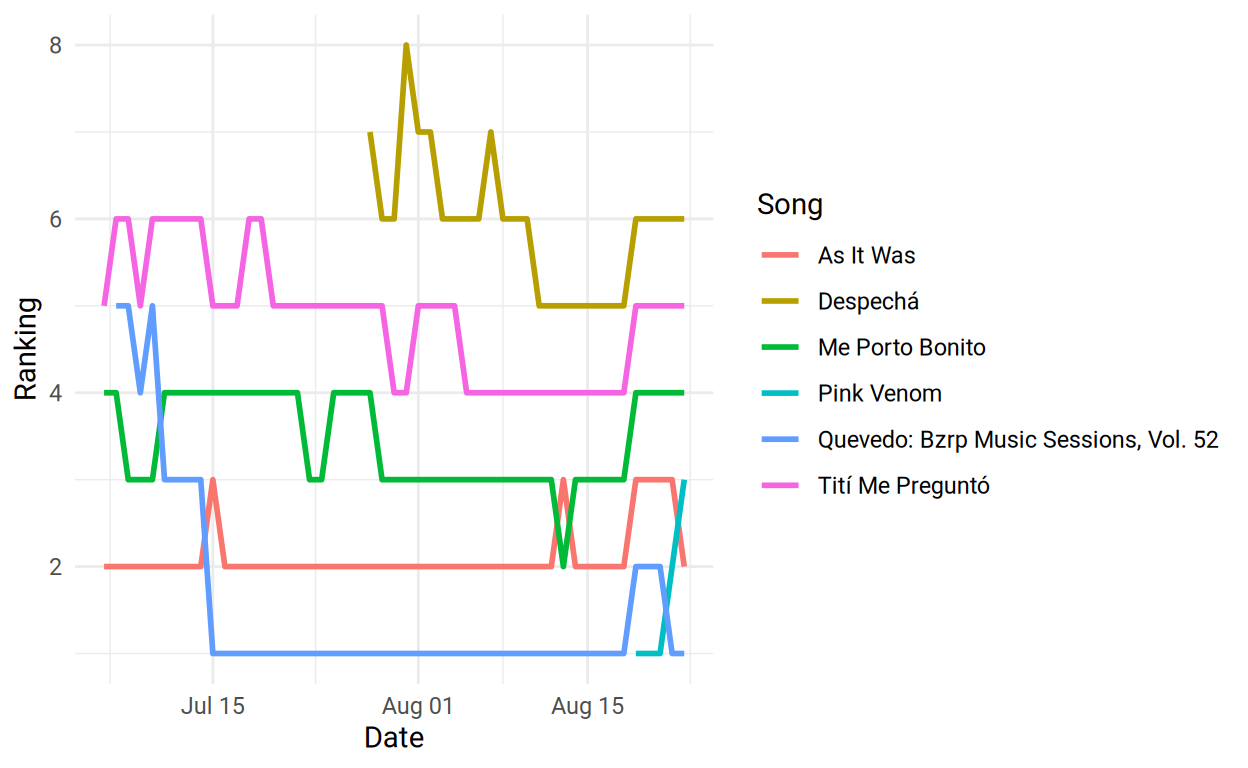 8
6
4
2
Ranking
Jul 15
Aug 01
Aug 15
Date
Song
As It Was
Despechá
Me Porto Bonito
Pink Venom
Quevedo: Bzrp Music Sessions, Vol. 52
Tití Me Preguntó